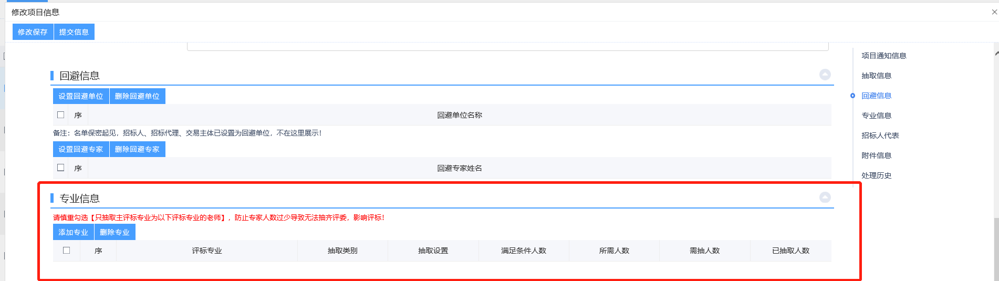 修改项目信息
修改保存 提交信息
回避信息
设置回避单位 删除回避单位
序 回避单位名称
备注：名单保密起见，招标人、招标代理、交易主体已设置为回避单位，不在这里展示！
设置回避专家 删除回避专家
序 回避专家姓名
专业信息
请慎重勾选【只抽取主评标专业为以下评标专业的老师】，防止专家人数过少导致无法抽齐评委，影响评标！
添加专业 删除专业
序 评标专业 抽取类别 抽取设置 满足条件人数 所需人数 需抽人数 已抽取人数
项目通知信息
抽取信息
回避信息
专业信息
招标人代表
附件信息
处理历史